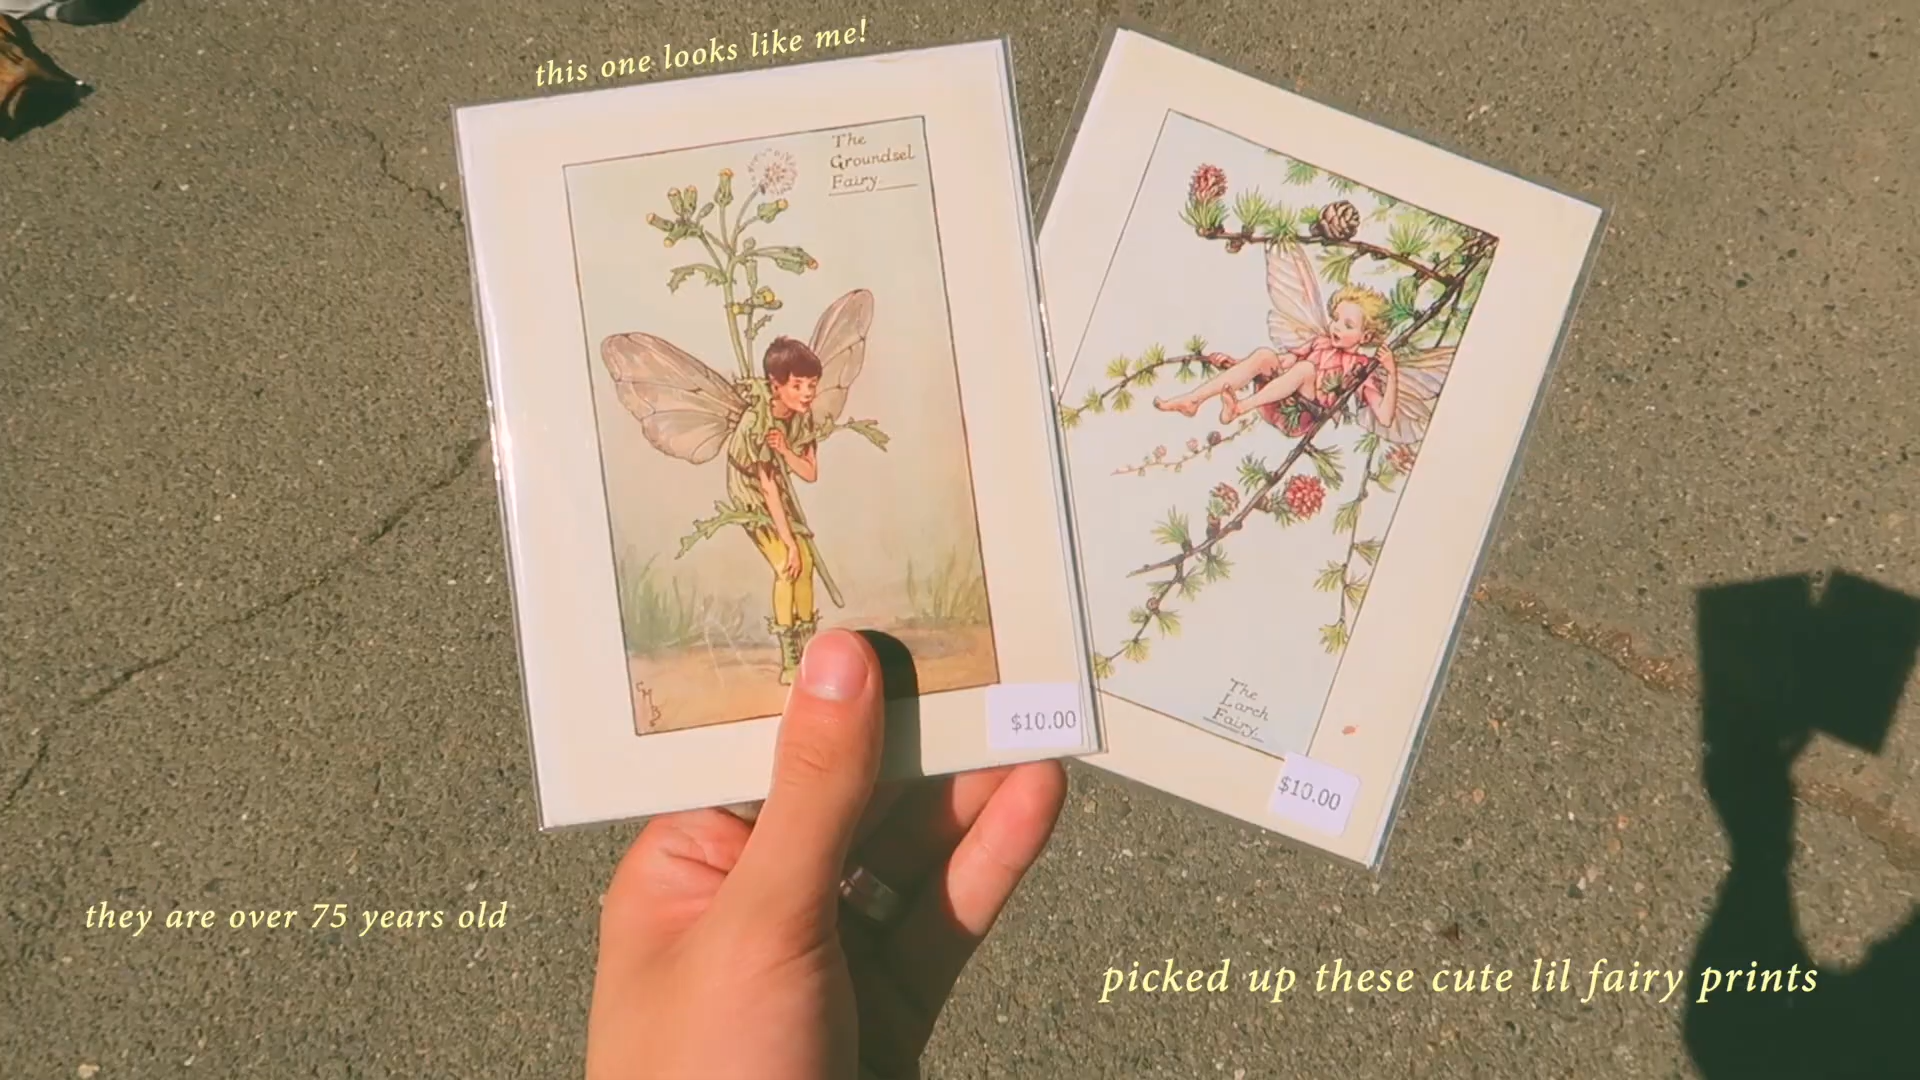 this one looks like me!
The
Groundsel
Fairy.
CMB
$10.00
The
Larch
Fairy.
$10.00
they are over 75 years old
picked up these cute lil fairy prints